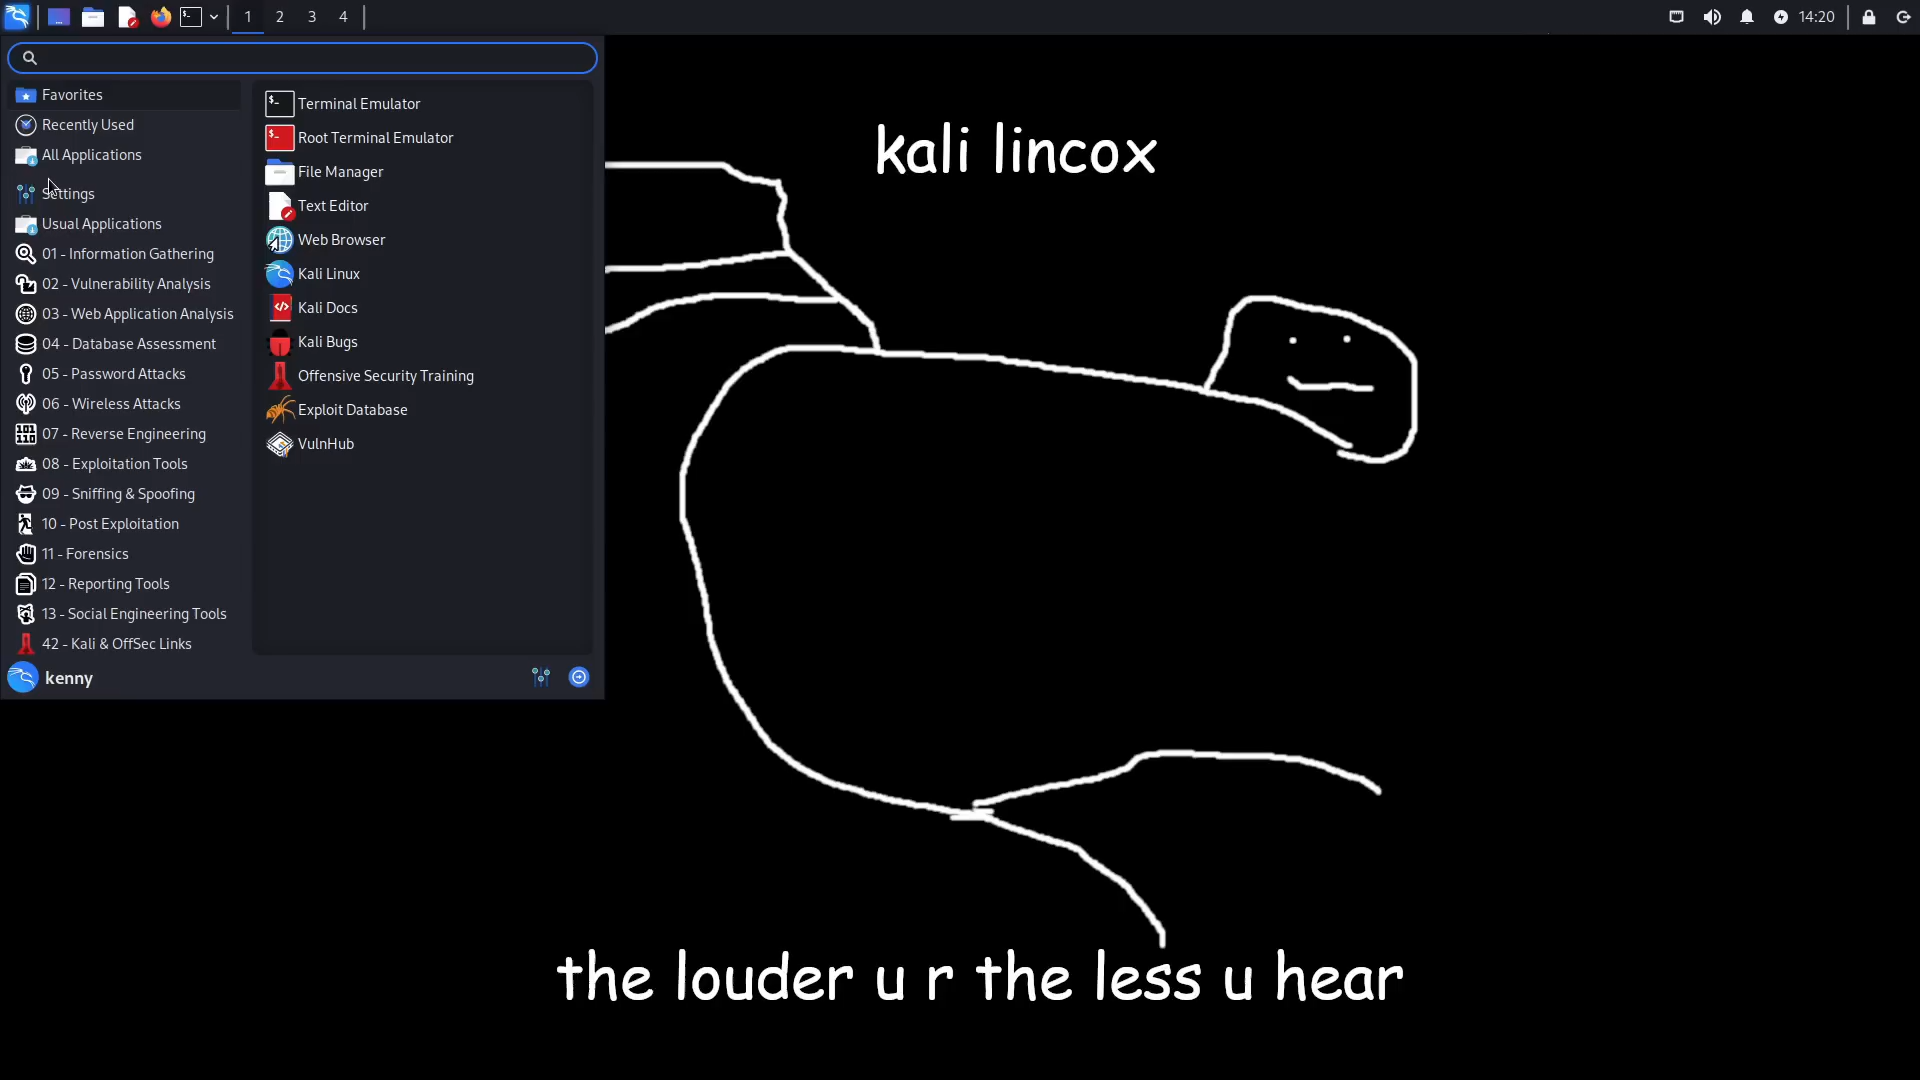 1 2 3 4 14:20
Favorites
Recently Used
All Applications
Settings
Usual Applications
01 - Information Gathering
02 - Vulnerability Analysis
03 - Web Application Analysis
04 - Database Assessment
05 - Password Attacks
06 - Wireless Attacks
07 - Reverse Engineering
08 - Exploitation Tools
09 - Sniffing & Spoofing
10 - Post Exploitation
11 - Forensics
12 - Reporting Tools
13 - Social Engineering Tools
42 - Kali & OffSec Links
kenny
Terminal Emulator
Root Terminal Emulator
File Manager
Text Editor
Web Browser
Kali Linux
Kali Docs
Kali Bugs
Offensive Security Training
Exploit Database
VulnHub
kali lincox
the louder u r the less u hear